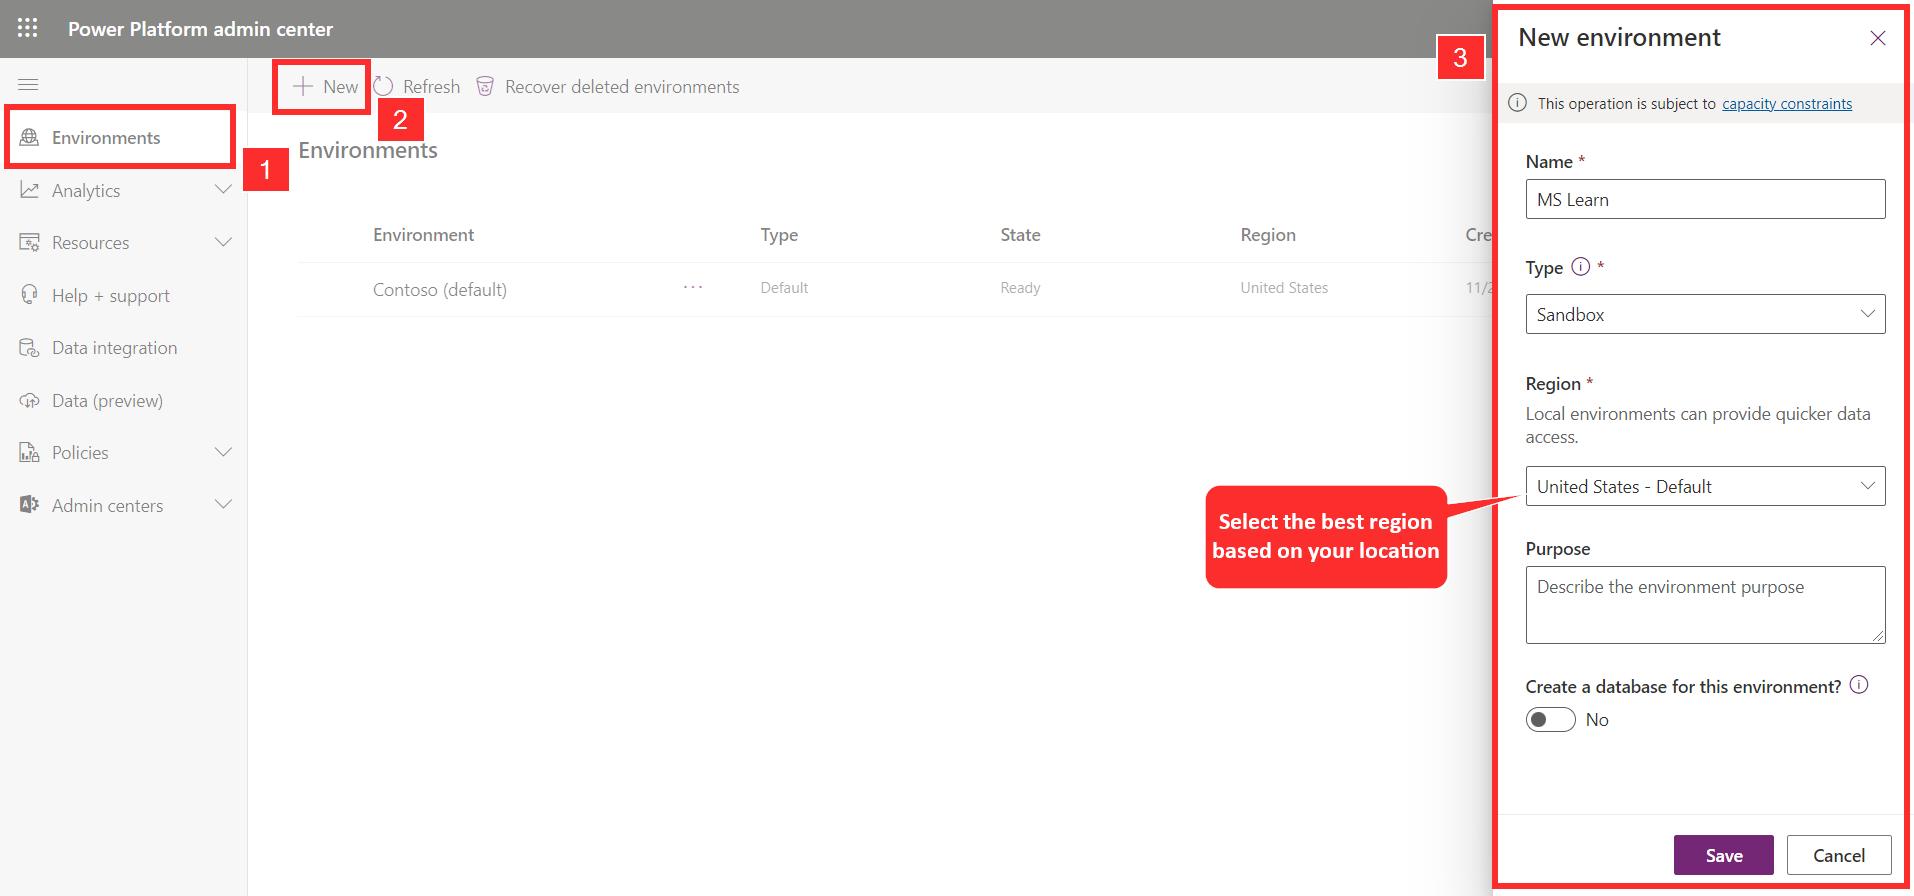 Power Platform admin center
Environments
Analytics
Resources
Help + support
Data integration
Data (preview)
Policies
Admin centers
1
New
Refresh
Recover deleted environments
2
Environments
Environment Type State Region Cre
Contoso (default) ... Default Ready United States 11/2
Select the best region
based on your location
3
New environment
This operation is subject to capacity constraints
Name *
MS Learn
Type *
Sandbox
Region *
Local environments can provide quicker data
access.
United States - Default
Purpose
Describe the environment purpose
Create a database for this environment?
No
Save
Cancel